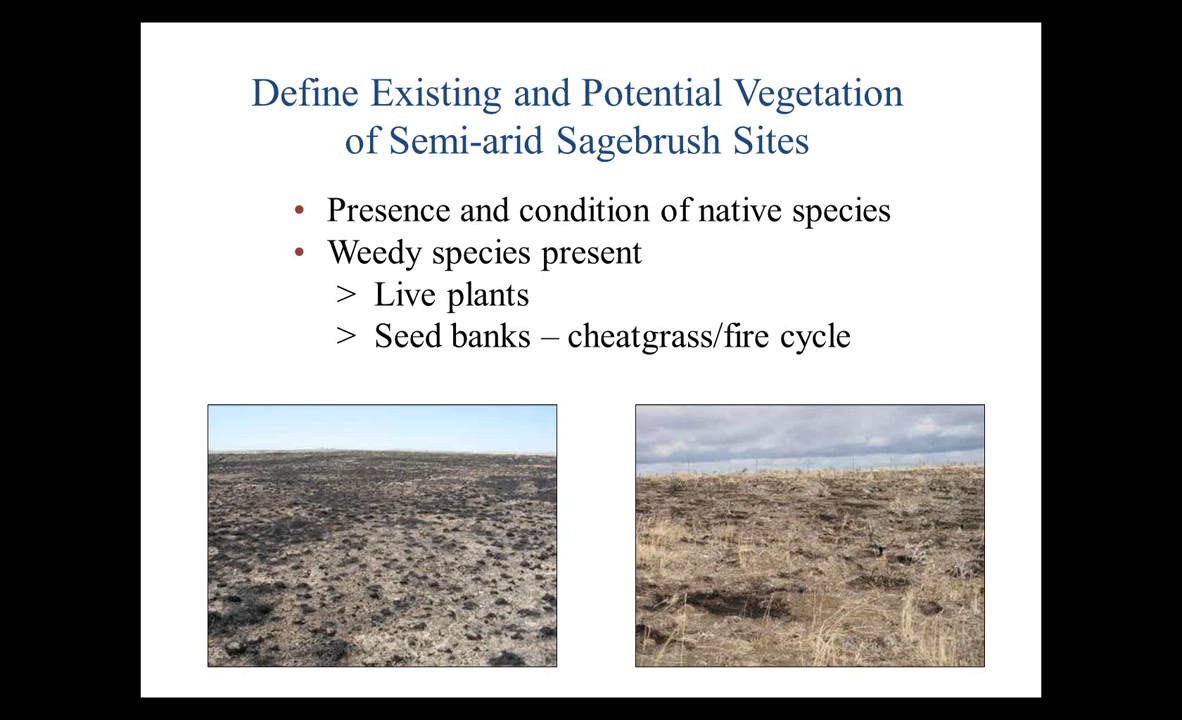 Define Existing and Potential Vegetation
of Semi-arid Sagebrush Sites
• Presence and condition of native species
• Weedy species present
> Live plants
> Seed banks – cheatgrass/fire cycle